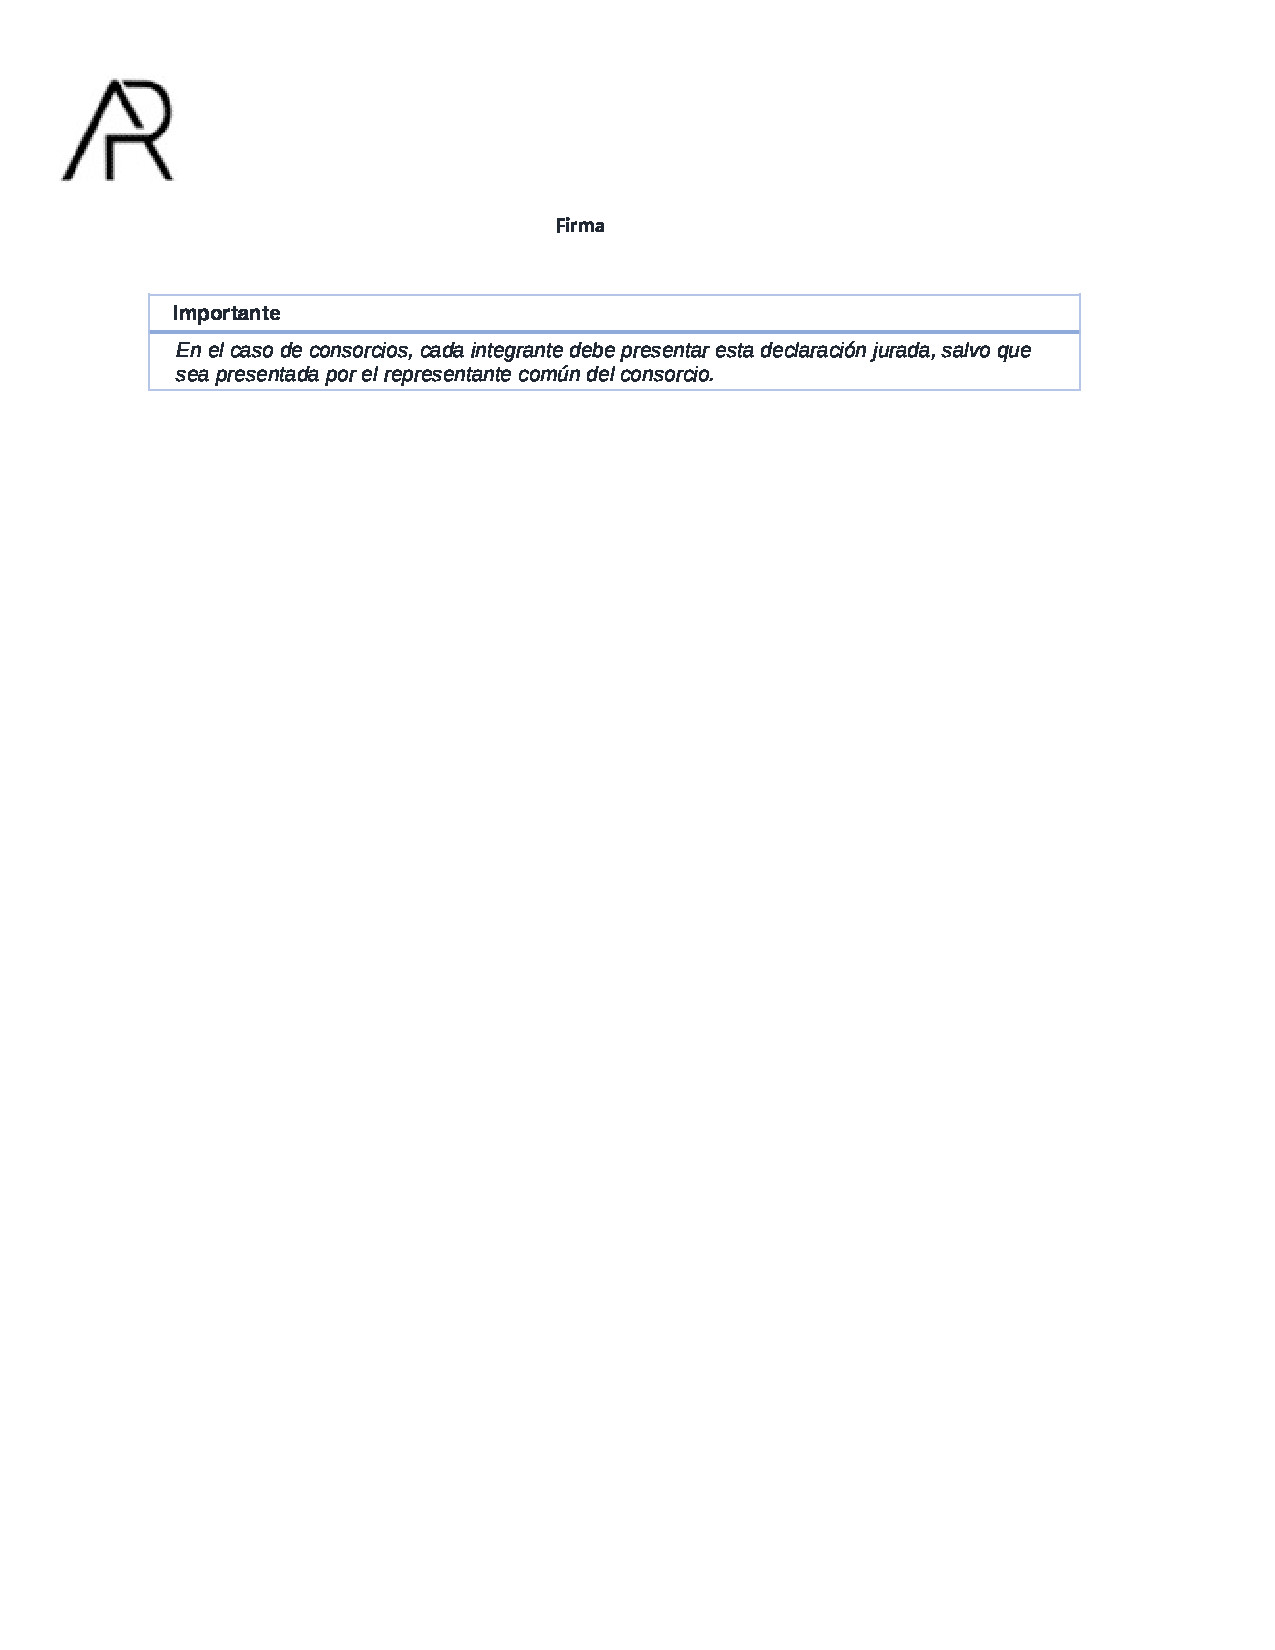 AR
Firma
Importante
En el caso de consorcios, cada integrante debe presentar esta declaración jurada, salvo que
sea presentada por el representante común del consorcio.